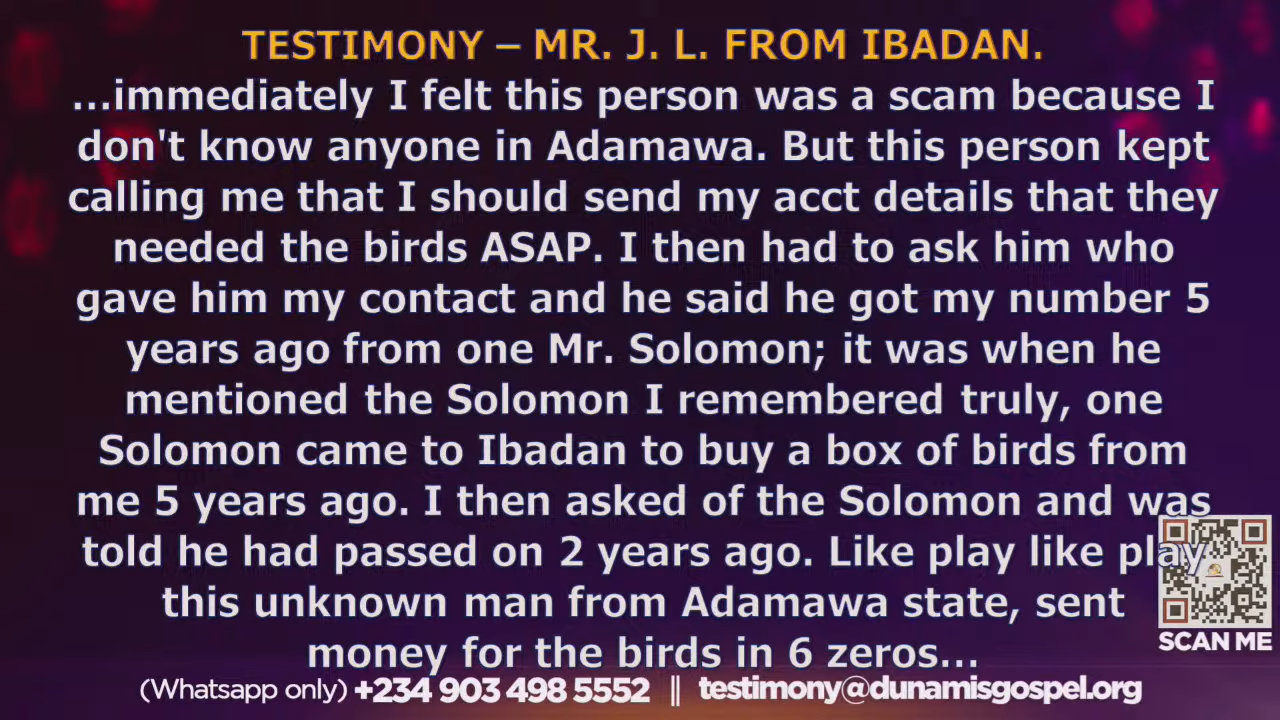 TESTIMONY – MR. J. L. FROM IBADAN.
...immediately I felt this person was a scam because I
don't know anyone in Adamawa. But this person kept
calling me that I should send my acct details that they
needed the birds ASAP. I then had to ask him who
gave him my contact and he said he got my number 5
years ago from one Mr. Solomon; it was when he
mentioned the Solomon I remembered truly, one
Solomon came to Ibadan to buy a box of birds from
me 5 years ago. I then asked of the Solomon and was
told he had passed on 2 years ago. Like play like play
this unknown man from Adamawa state, sent
money for the birds in 6 zeros...
SCAN ME
(Whatsapp only) +234 903 498 5552 || testimony@dunamisgospel.org